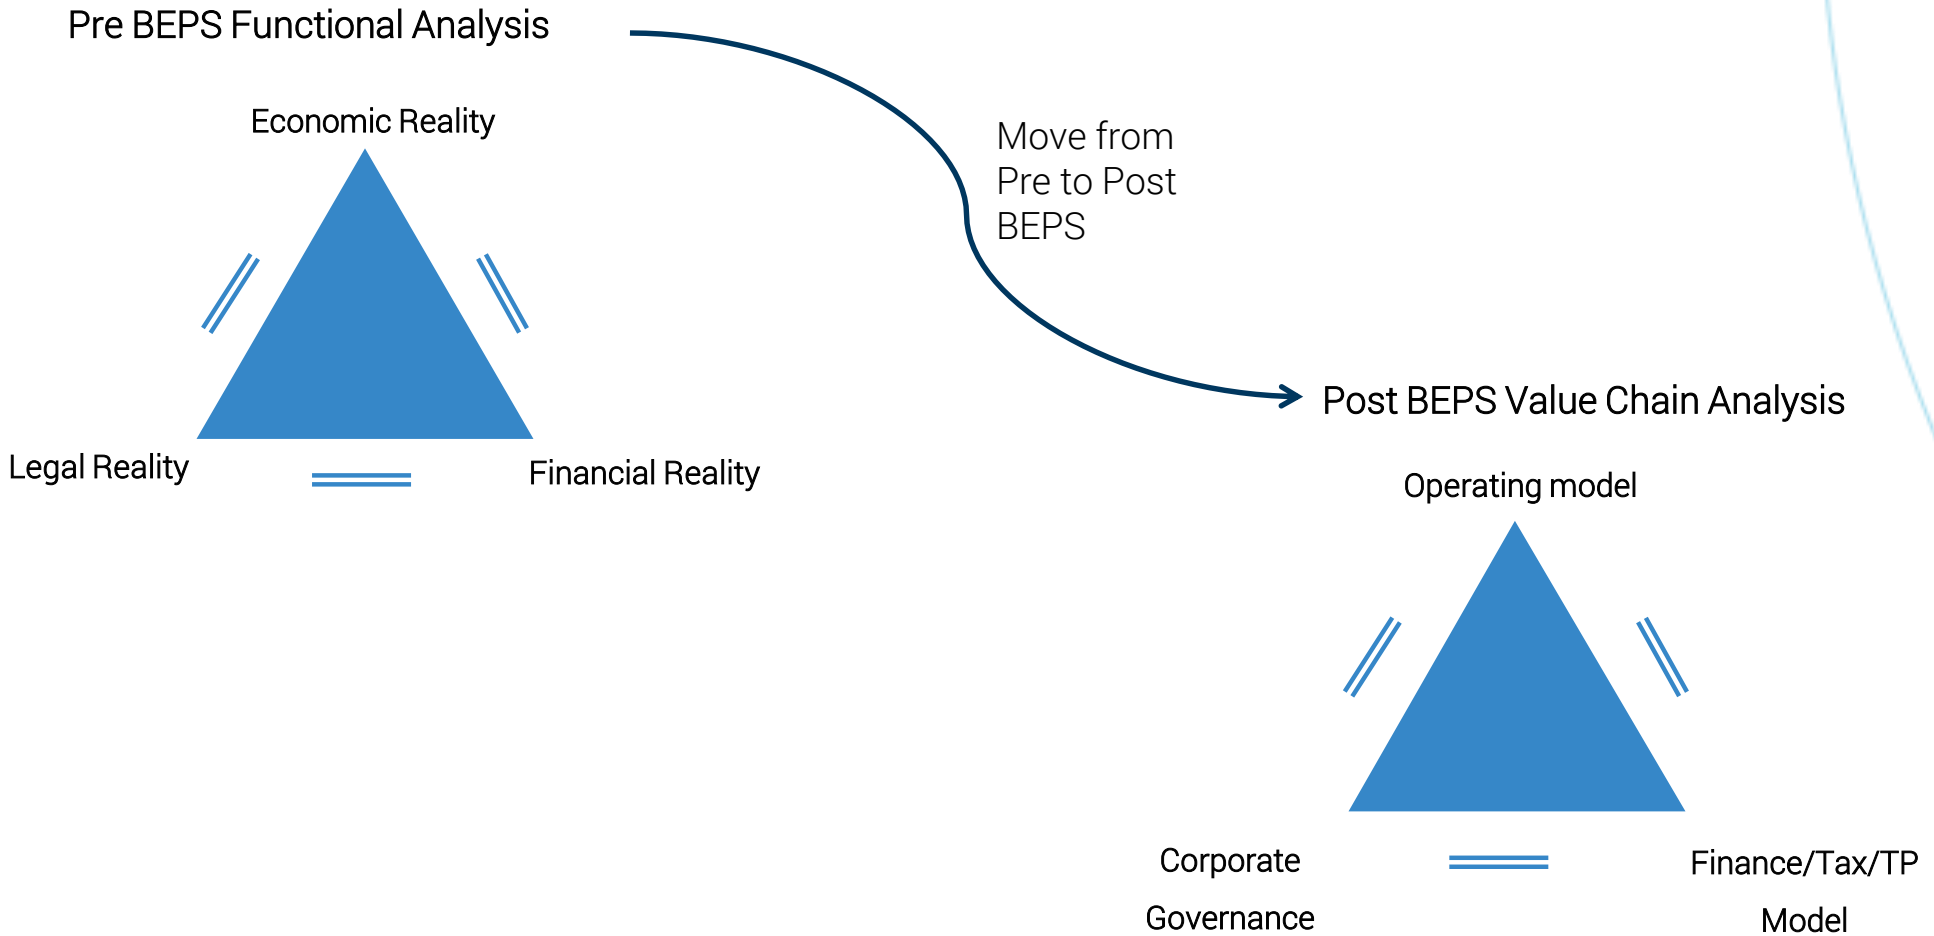 Pre BEPS Functional Analysis
Economic Reality
Move from
Pre to Post
BEPS
Legal Reality
Financial Reality
Post BEPS Value Chain Analysis
Operating model
Corporate
Governance
Finance/Tax/TP
Model